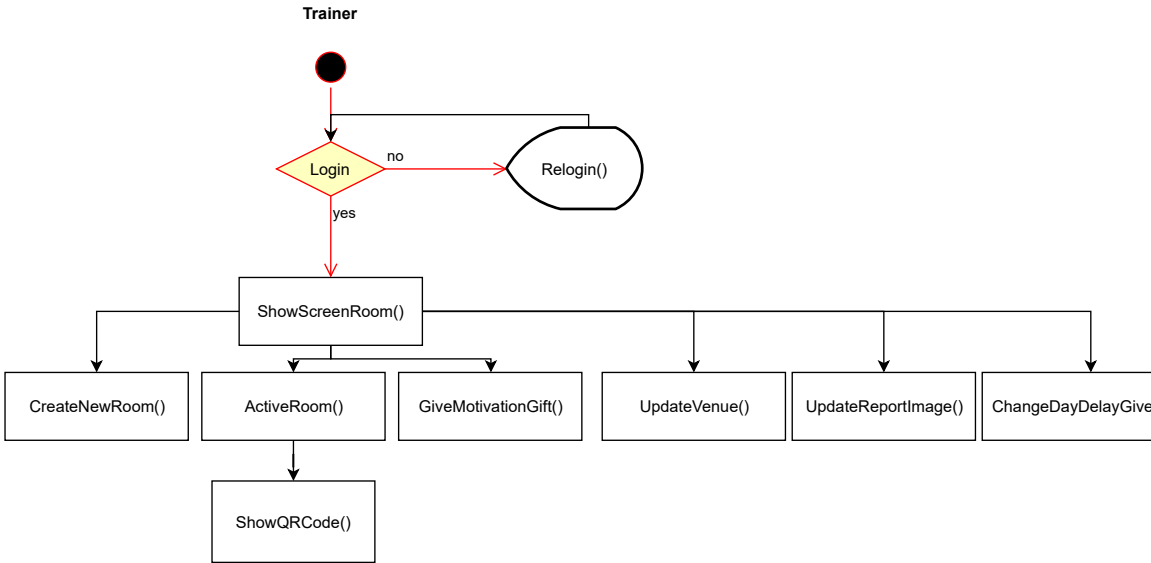 Trainer
Login
no
Relogin()
yes
ShowScreenRoom()
CreateNewRoom()
ActiveRoom()
GiveMotivationGift()
UpdateVenue()
UpdateReportImage()
ChangeDayDelayGive
ShowQRCode()